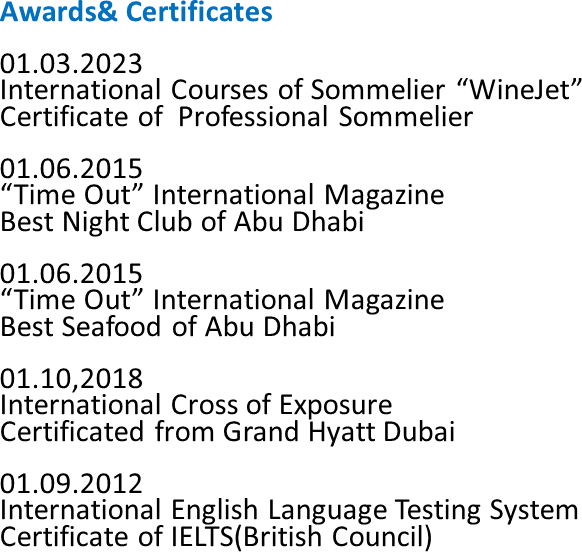 Awards& Certificates
01.03.2023
International Courses of Sommelier “WineJet”
Certificate of  Professional Sommelier
01.06.2015
“Time Out” International Magazine
Best Night Club of Abu Dhabi
01.06.2015
“Time Out” International Magazine
Best Seafood of Abu Dhabi
01.10,2018
International Cross of Exposure
Certificated from Grand Hyatt Dubai
01.09.2012
International English Language Testing System
Certificate of IELTS(British Council)